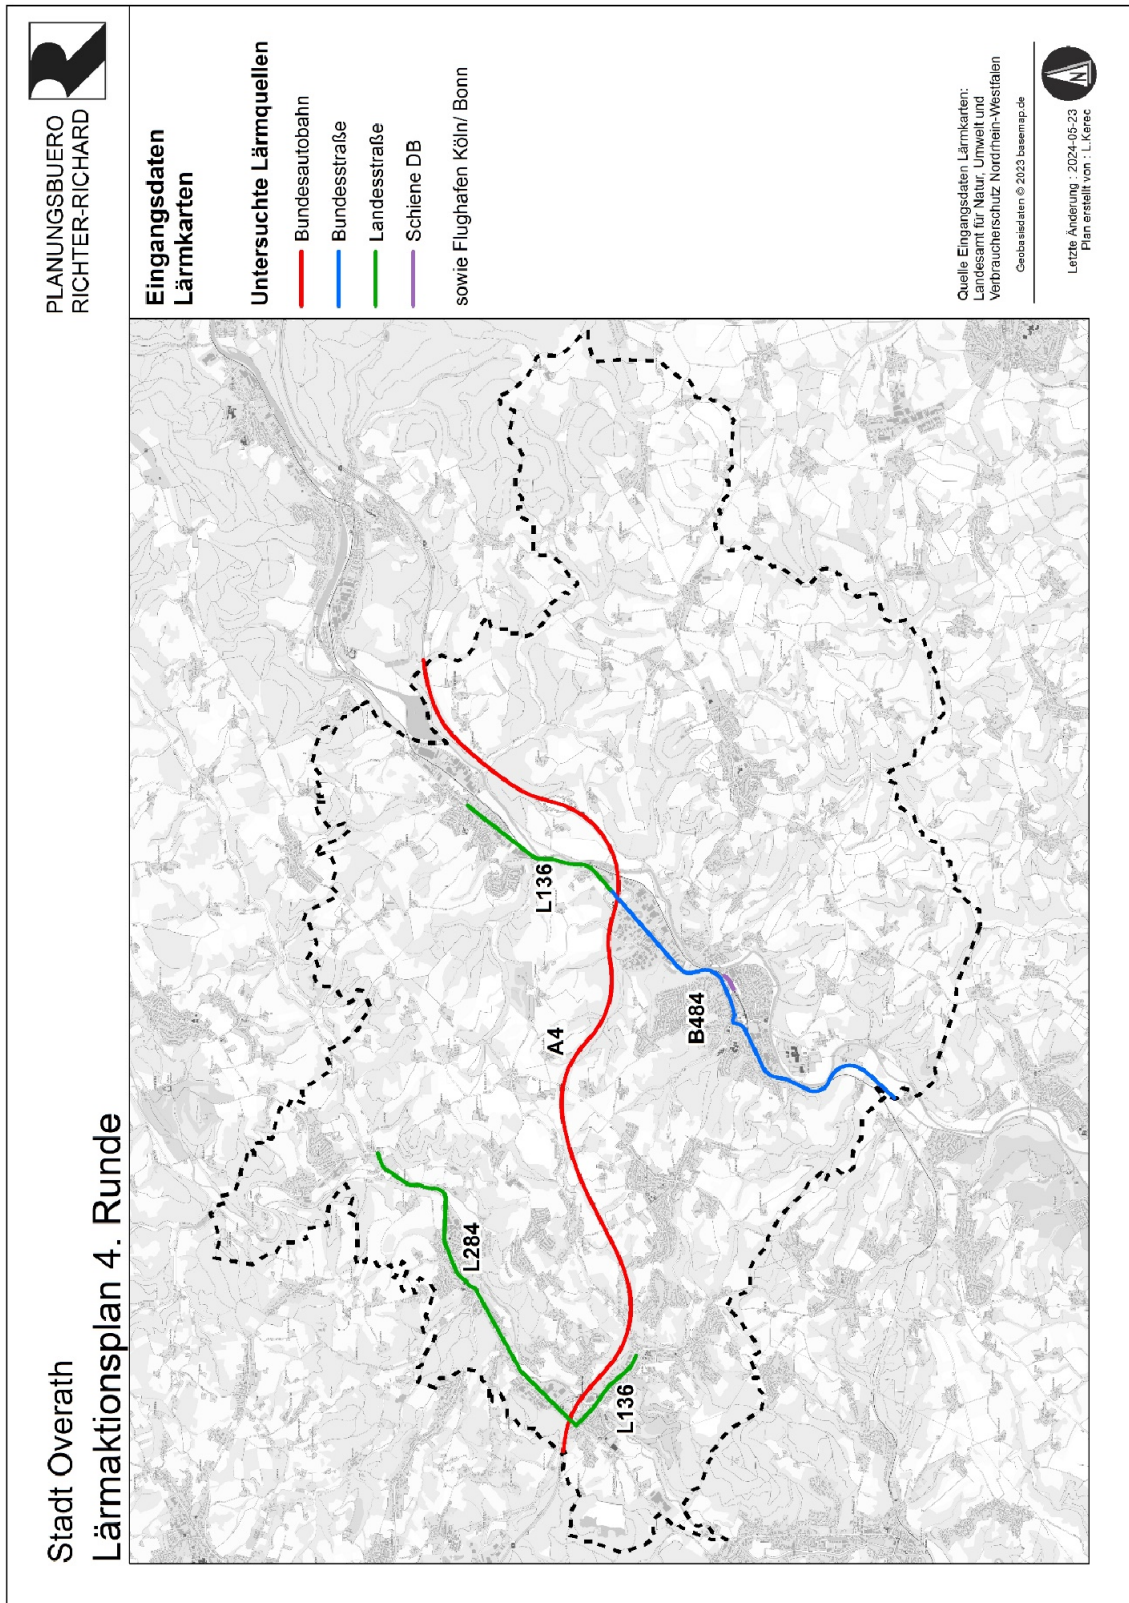 Stadt Overath
Lärmaktionsplan 4. Runde
PLANUNGSBUERO
RICHTER-RICHARD
Eingangsdaten
Lärmkarten
Untersuchte Lärmquellen
Bundesautobahn
Bundesstraße
Landesstraße
Schiene DB
sowie Flughafen Köln/ Bonn
Quelle Eingangsdaten Lärmkarten:
Landesamt für Natur, Umwelt und
Verbraucherschutz Nordrhein-Westfalen
Geobasisdaten © 2023 basemap.de
N
Letzte Änderung : 2024-05-23
Plan erstellt von : L.Kerec
L284
L136
A4
L136
B484